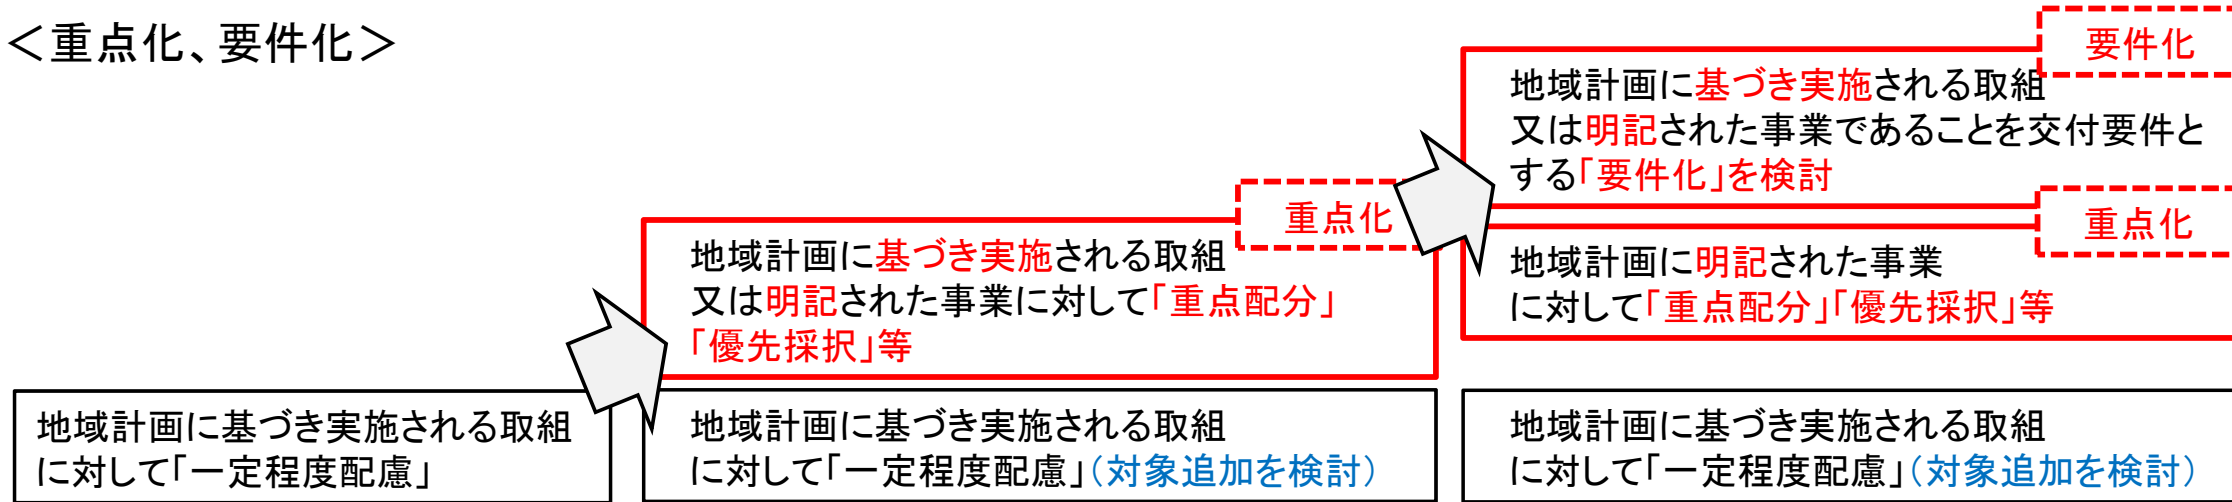 ＜重点化、要件化＞
地域計画に基づき実施される取組
に対して「一定程度配慮」
重点化
地域計画に基づき実施される取組
又は明記された事業に対して「重点配分」
「優先採択」等
地域計画に基づき実施される取組
に対して「一定程度配慮」（対象追加を検討）
要件化
地域計画に基づき実施される取組
又は明記された事業であることを交付要件と
する「要件化」を検討
重点化
地域計画に明記された事業
に対して「重点配分」「優先採択」等
地域計画に基づき実施される取組
に対して「一定程度配慮」（対象追加を検討）